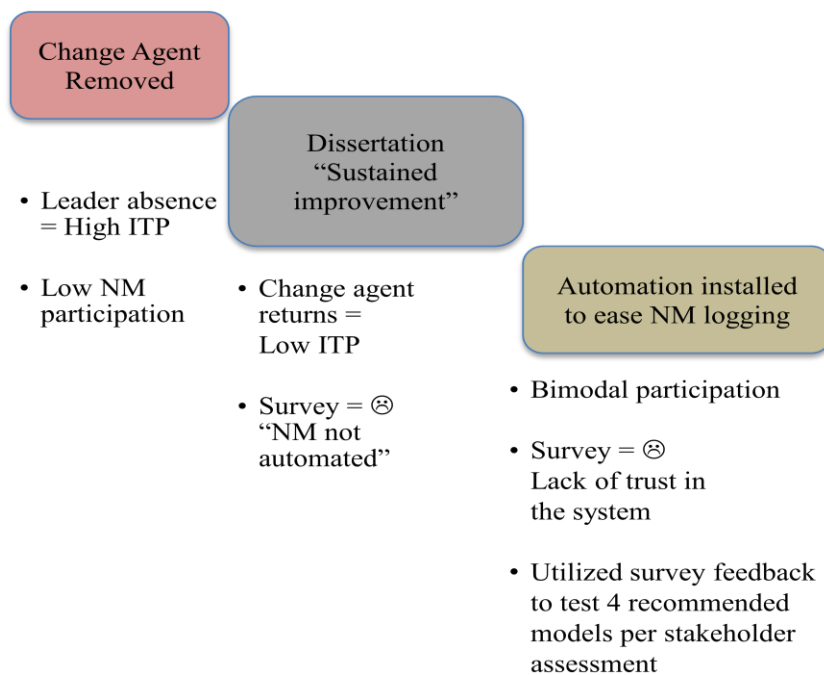 Change Agent
Removed
• Leader absence
= High ITP
• Low NM
participation
Dissertation
“Sustained
improvement”
• Change agent
returns =
Low ITP
• Survey = ☹
“NM not
automated”
Automation installed
to ease NM logging
• Bimodal participation
• Survey = ☹
Lack of trust in
the system
• Utilized survey feedback
to test 4 recommended
models per stakeholder
assessment